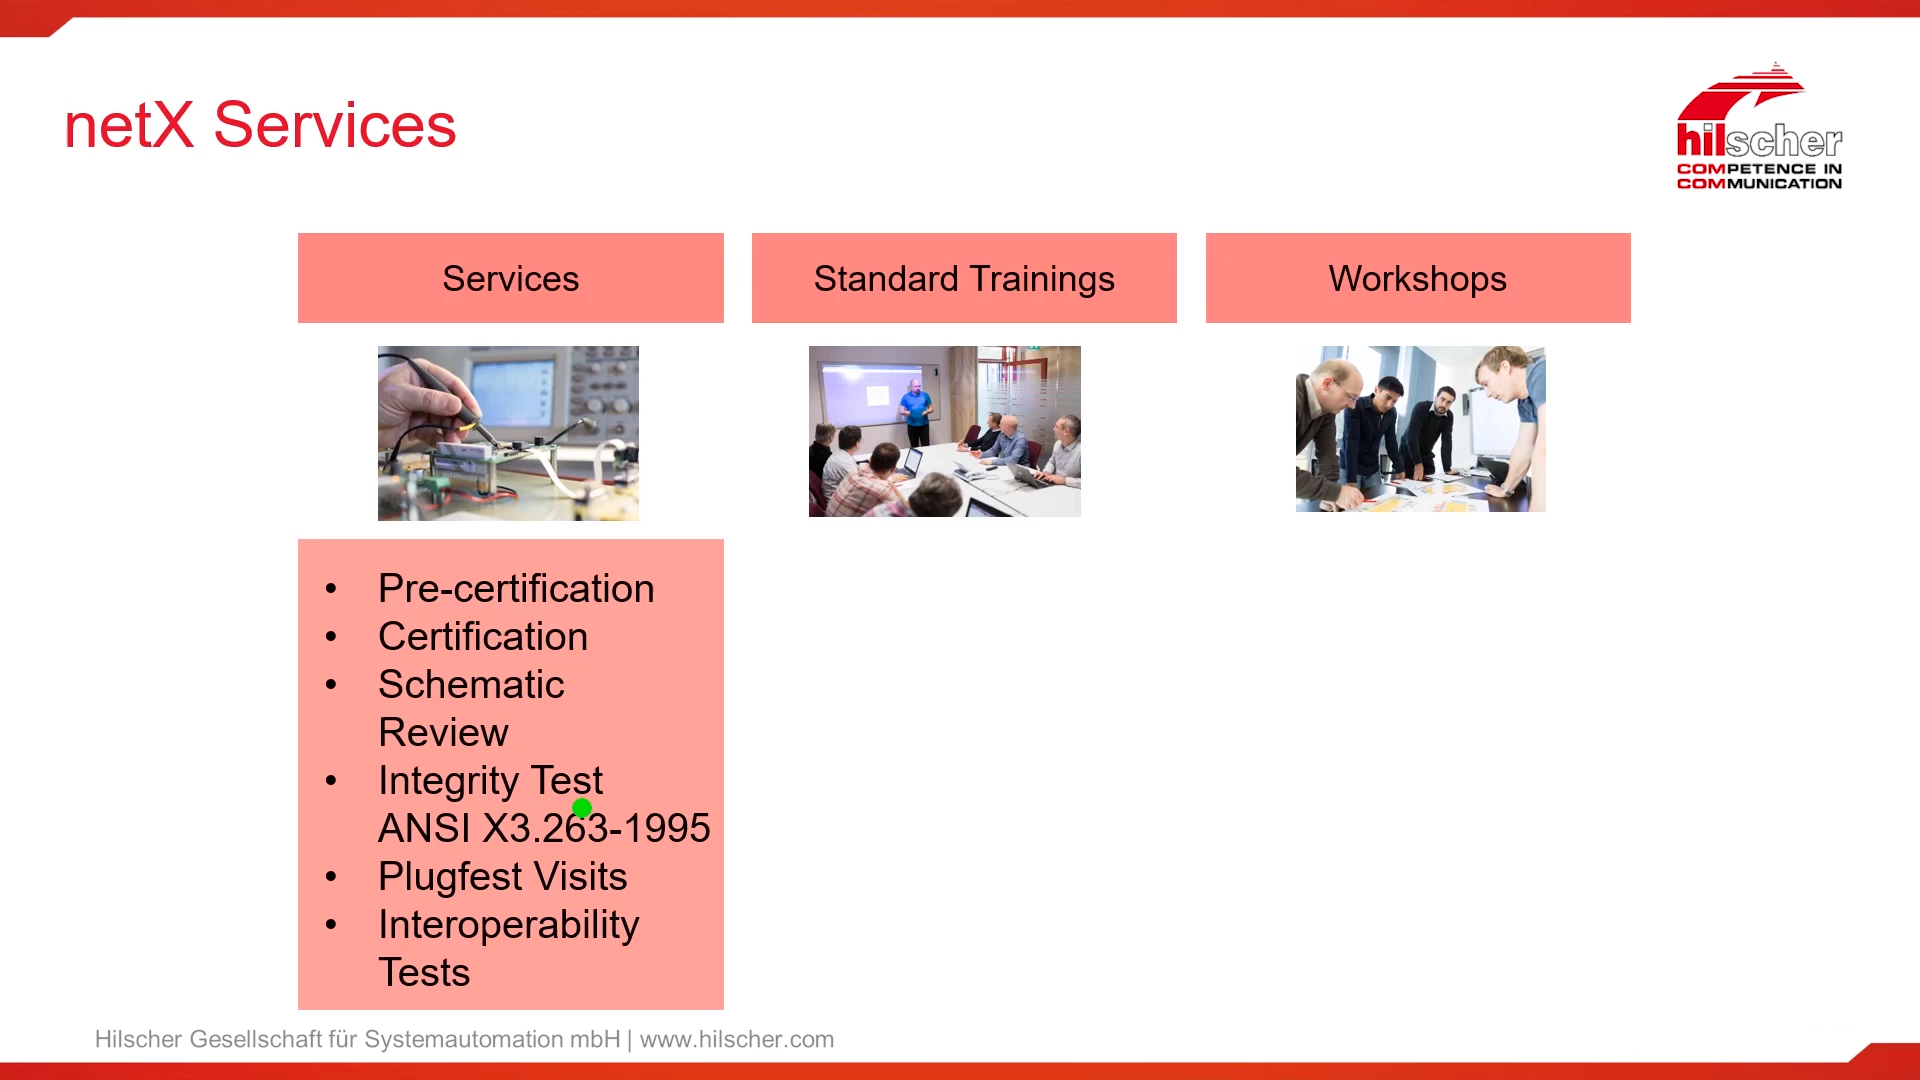 netX Services
hilscher
COMPETENCE IN
COMMUNICATION
Services
Standard Trainings
Workshops
• Pre-certification
• Certification
• Schematic
Review
• Integrity Test
ANSI X3.263-1995
• Plugfest Visits
• Interoperability
Tests
Hilscher Gesellschaft für Systemautomation mbH | www.hilscher.com